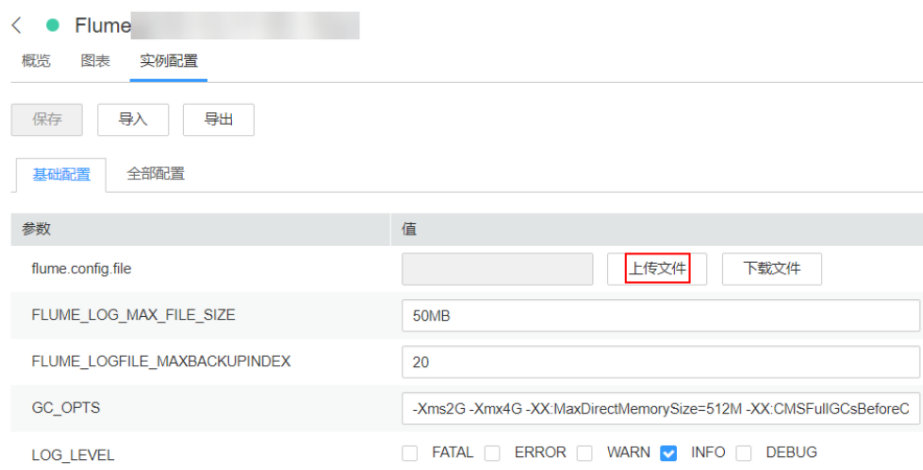 Flume
概览 图表 实例配置
保存 导入 导出
基础配置 全部配置
参数 值
flume.config.file 上传文件 下载文件
FLUME_LOG_MAX_FILE_SIZE 50MB
FLUME_LOGFILE_MAXBACKUPINDEX 20
GC_OPTS -Xms2G -Xmx4G -XX:MaxDirectMemorySize=512M -XX:CMSFullGCsBeforeC
LOG_LEVEL FATAL ERROR WARN INFO DEBUG